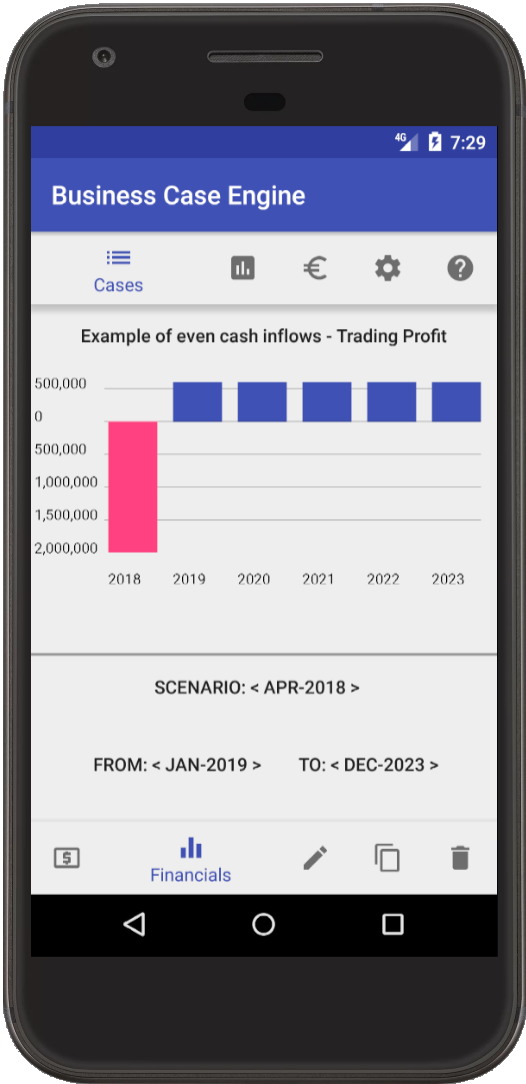 4G 7:29
Business Case Engine
Cases
Example of even cash inflows - Trading Profit
500,000
0
500,000
1,000,000
1,500,000
2,000,000
2018 2019 2020 2021 2022 2023
SCENARIO: < APR-2018 >
FROM: < JAN-2019 > TO: < DEC-2023 >
Financials